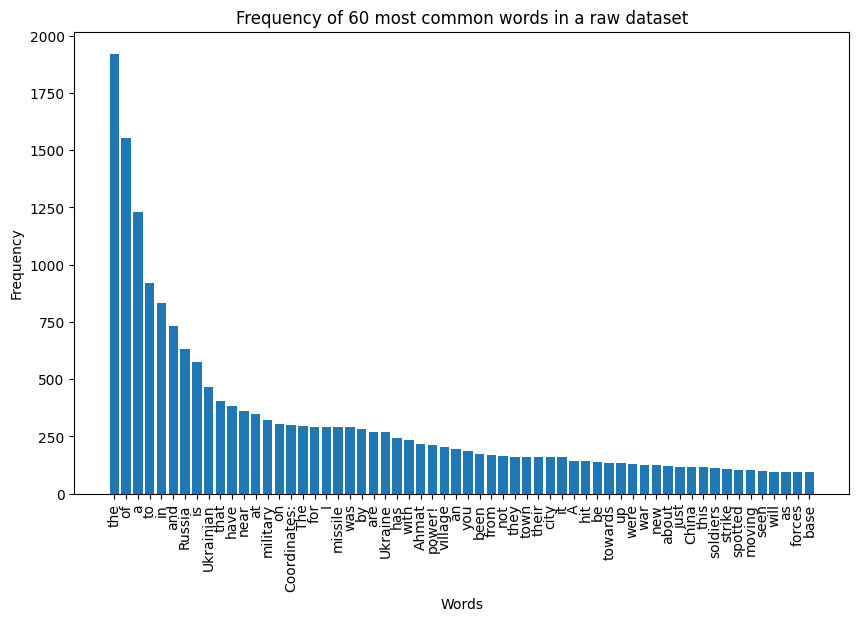 Frequency of 60 most common words in a raw dataset
2000
1750
1500
1250
1000
750
500
250
0
Frequency
the
of
a
to
in
and
Russia
is
Ukrainian
that
have
near
at
military
on
Coordinates:
The
for
I
missile
was
by
are
Ukraine
has
with
Ahmat
power!
village
an
you
been
from
not
they
town
their
city
it
A
hit
be
towards
up
were
war
new
about
just
China
this
soldiers
strike
spotted
moving
seen
will
as
forces
base
Words